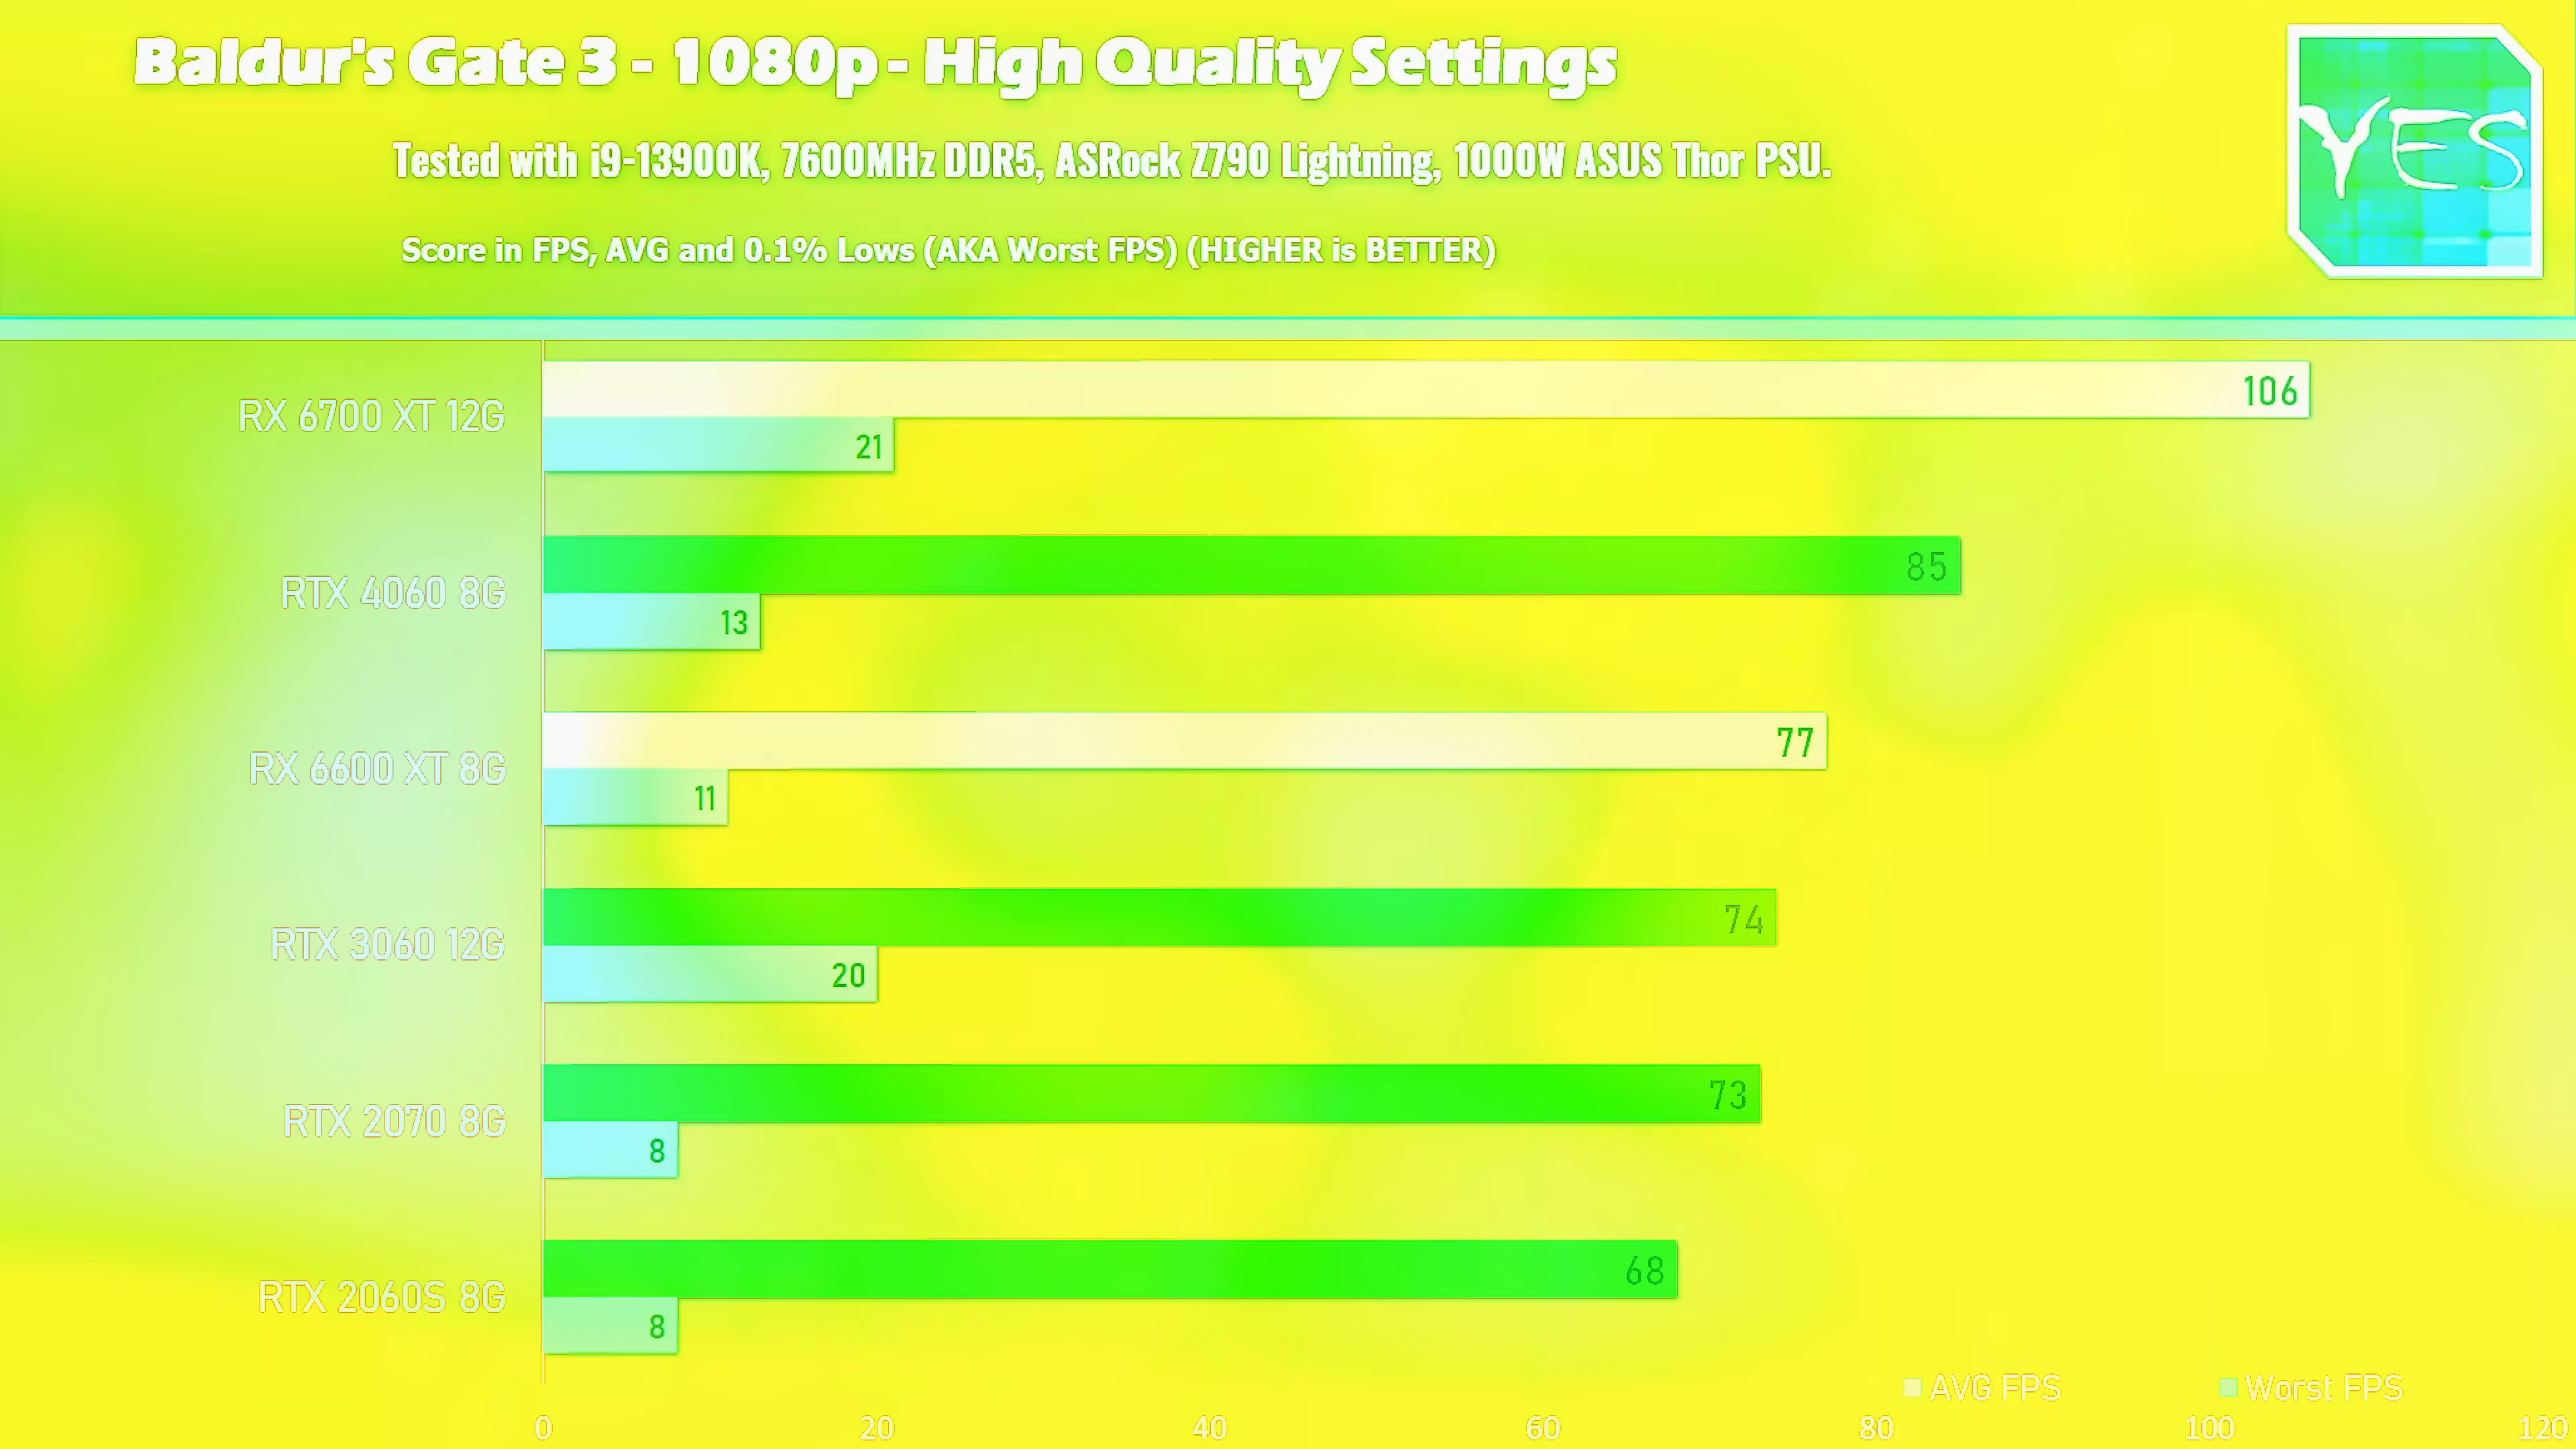 Baldur's Gate 3 - 1080p - High Quality Settings
YES
Tested with i9-13900K, 7600MHz DDR5, ASRock Z790 Lightning, 1000W ASUS Thor PSU.
Score in FPS, AVG and 0.1% Lows (AKA Worst FPS) (HIGHER is BETTER)
RX 6700 XT 12G
106
21
RTX 4060 8G
85
13
RX 6600 XT 8G
77
11
RTX 3060 12G
74
20
RTX 2070 8G
73
8
RTX 2060S 8G
68
8
AVG FPS Worst FPS
0 20 40 60 80 100 120